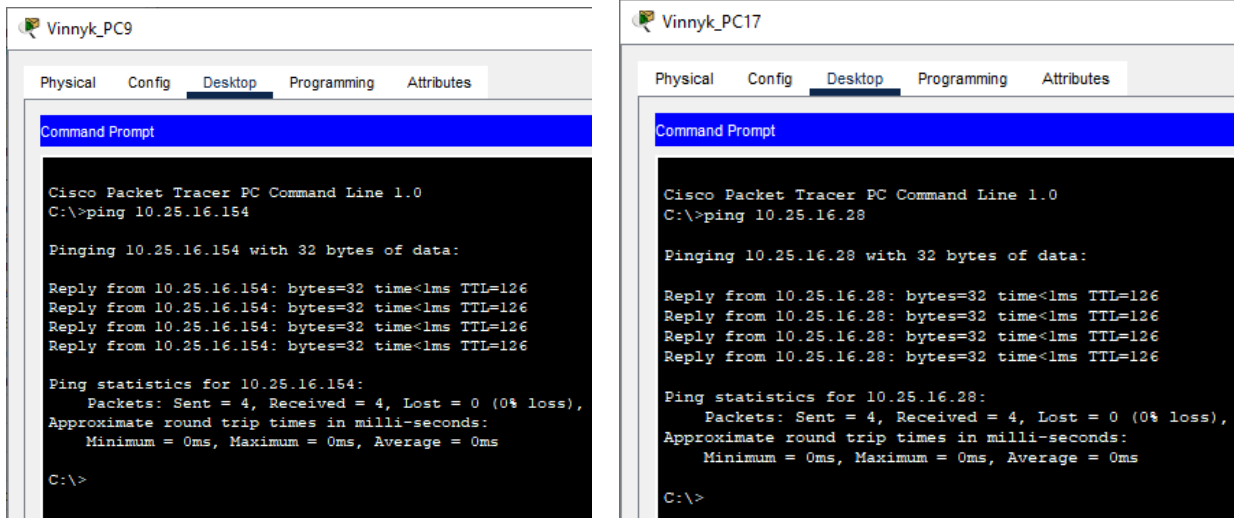 Vinnyk_PC9
Physical Config Desktop Programming Attributes
Command Prompt
Cisco Packet Tracer PC Command Line 1.0
C:\>ping 10.25.16.154
Pinging 10.25.16.154 with 32 bytes of data:
Reply from 10.25.16.154: bytes=32 time<1ms TTL=126
Reply from 10.25.16.154: bytes=32 time<1ms TTL=126
Reply from 10.25.16.154: bytes=32 time<1ms TTL=126
Reply from 10.25.16.154: bytes=32 time<1ms TTL=126
Ping statistics for 10.25.16.154:
Packets: Sent = 4, Received = 4, Lost = 0 (0% loss),
Approximate round trip times in milli-seconds:
Minimum = 0ms, Maximum = 0ms, Average = 0ms
C:\>
Vinnyk_PC17
Physical Config Desktop Programming Attributes
Command Prompt
Cisco Packet Tracer PC Command Line 1.0
C:\>ping 10.25.16.28
Pinging 10.25.16.28 with 32 bytes of data:
Reply from 10.25.16.28: bytes=32 time<1ms TTL=126
Reply from 10.25.16.28: bytes=32 time<1ms TTL=126
Reply from 10.25.16.28: bytes=32 time<1ms TTL=126
Reply from 10.25.16.28: bytes=32 time<1ms TTL=126
Ping statistics for 10.25.16.28:
Packets: Sent = 4, Received = 4, Lost = 0 (0% loss),
Approximate round trip times in milli-seconds:
Minimum = 0ms, Maximum = 0ms, Average = 0ms
C:\>